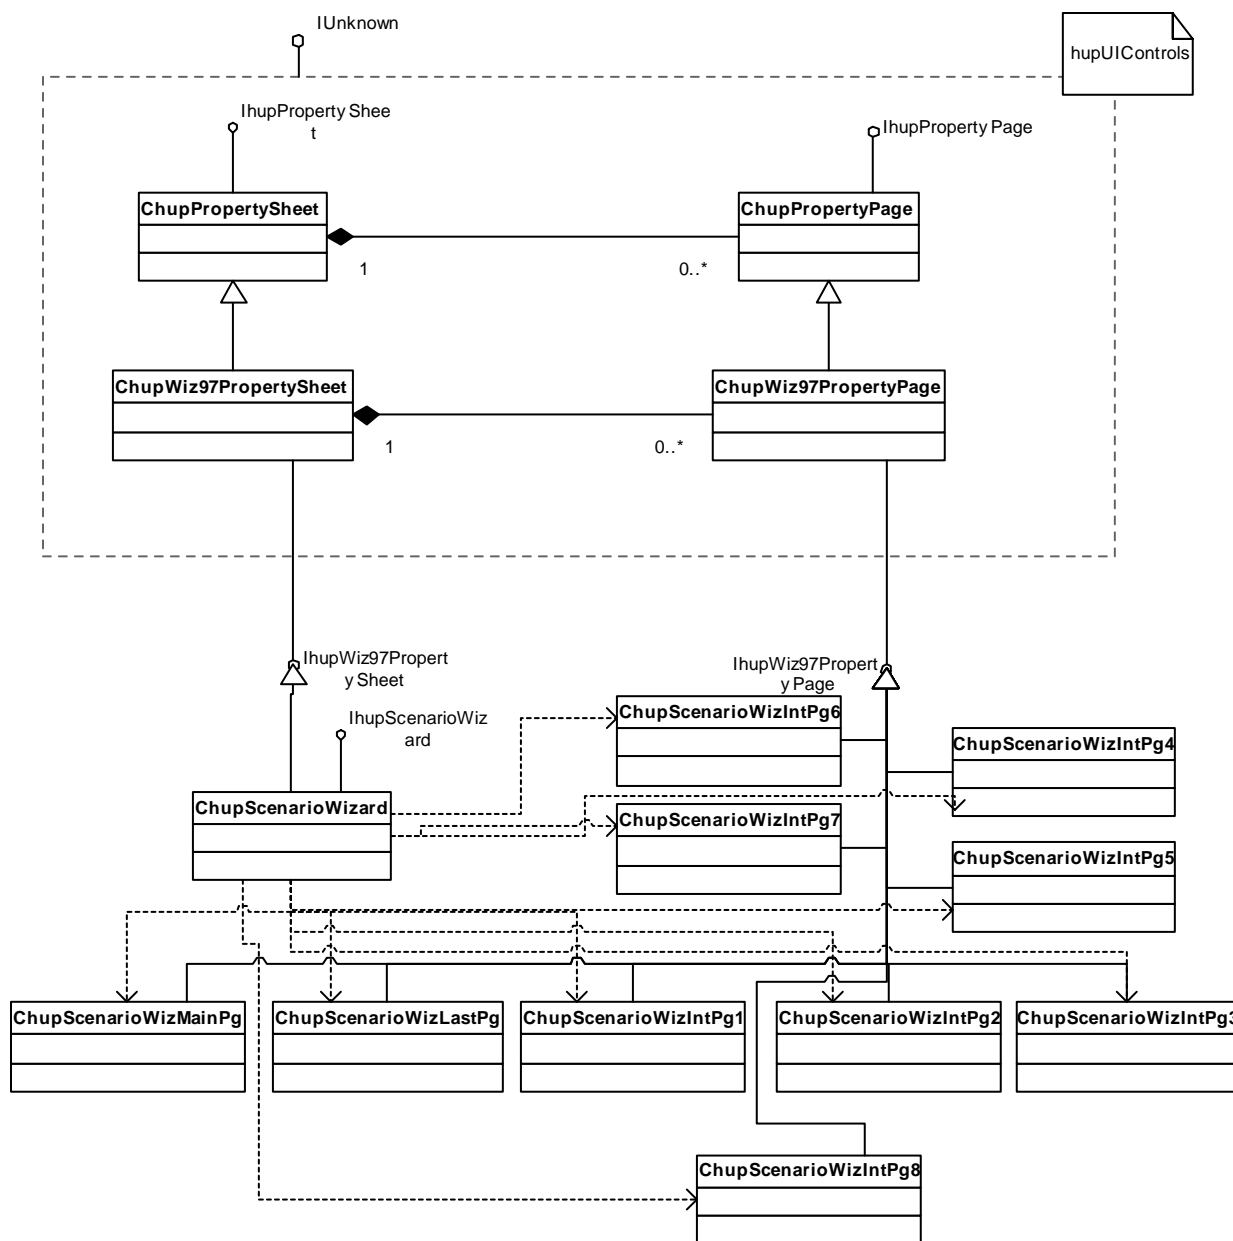 IUnknown
hupUIControls
IhupProperty Shee
t
IhupProperty Page
ChupPropertySheet
ChupPropertyPage
1
0..*
ChupWiz97PropertySheet
ChupWiz97PropertyPage
1
0..*
IhupWiz97Propert
y Sheet
IhupWiz97Propert
y Page
IhupScenarioWiz
ard
ChupScenarioWizIntPg6
ChupScenarioWizIntPg4
ChupScenarioWizard
ChupScenarioWizIntPg7
ChupScenarioWizIntPg5
ChupScenarioWizMainPg
ChupScenarioWizLastPg
ChupScenarioWizIntPg1
ChupScenarioWizIntPg2
ChupScenarioWizIntPg3
ChupScenarioWizIntPg8